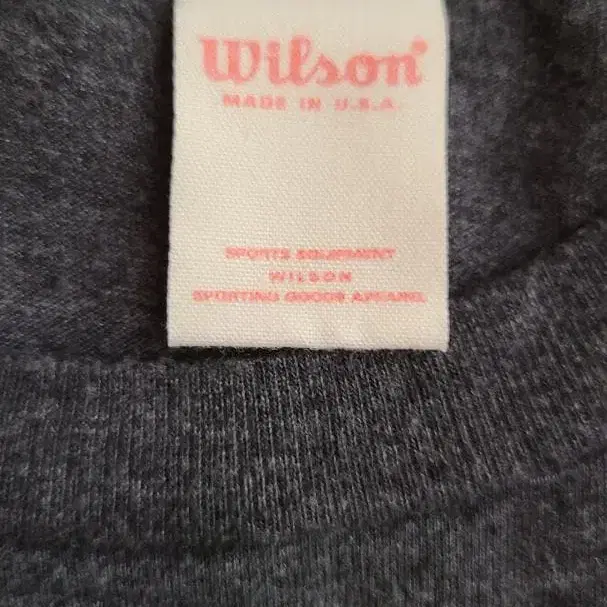 Wilson®
MADE IN U.S.A.
SPORTS EQUIPMENT
WILSON
SPORTING GOODS APPAREL